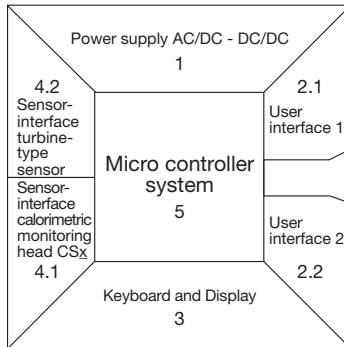 Power supply AC/DC - DC/DC
1
4.2
Sensor-
interface
turbine-
type
sensor
2.1
User
interface 1
Micro controller
system
5
Sensor-
interface
calorimetric
monitoring
head CSx
4.1
User
interface 2
2.2
Keyboard and Display
3